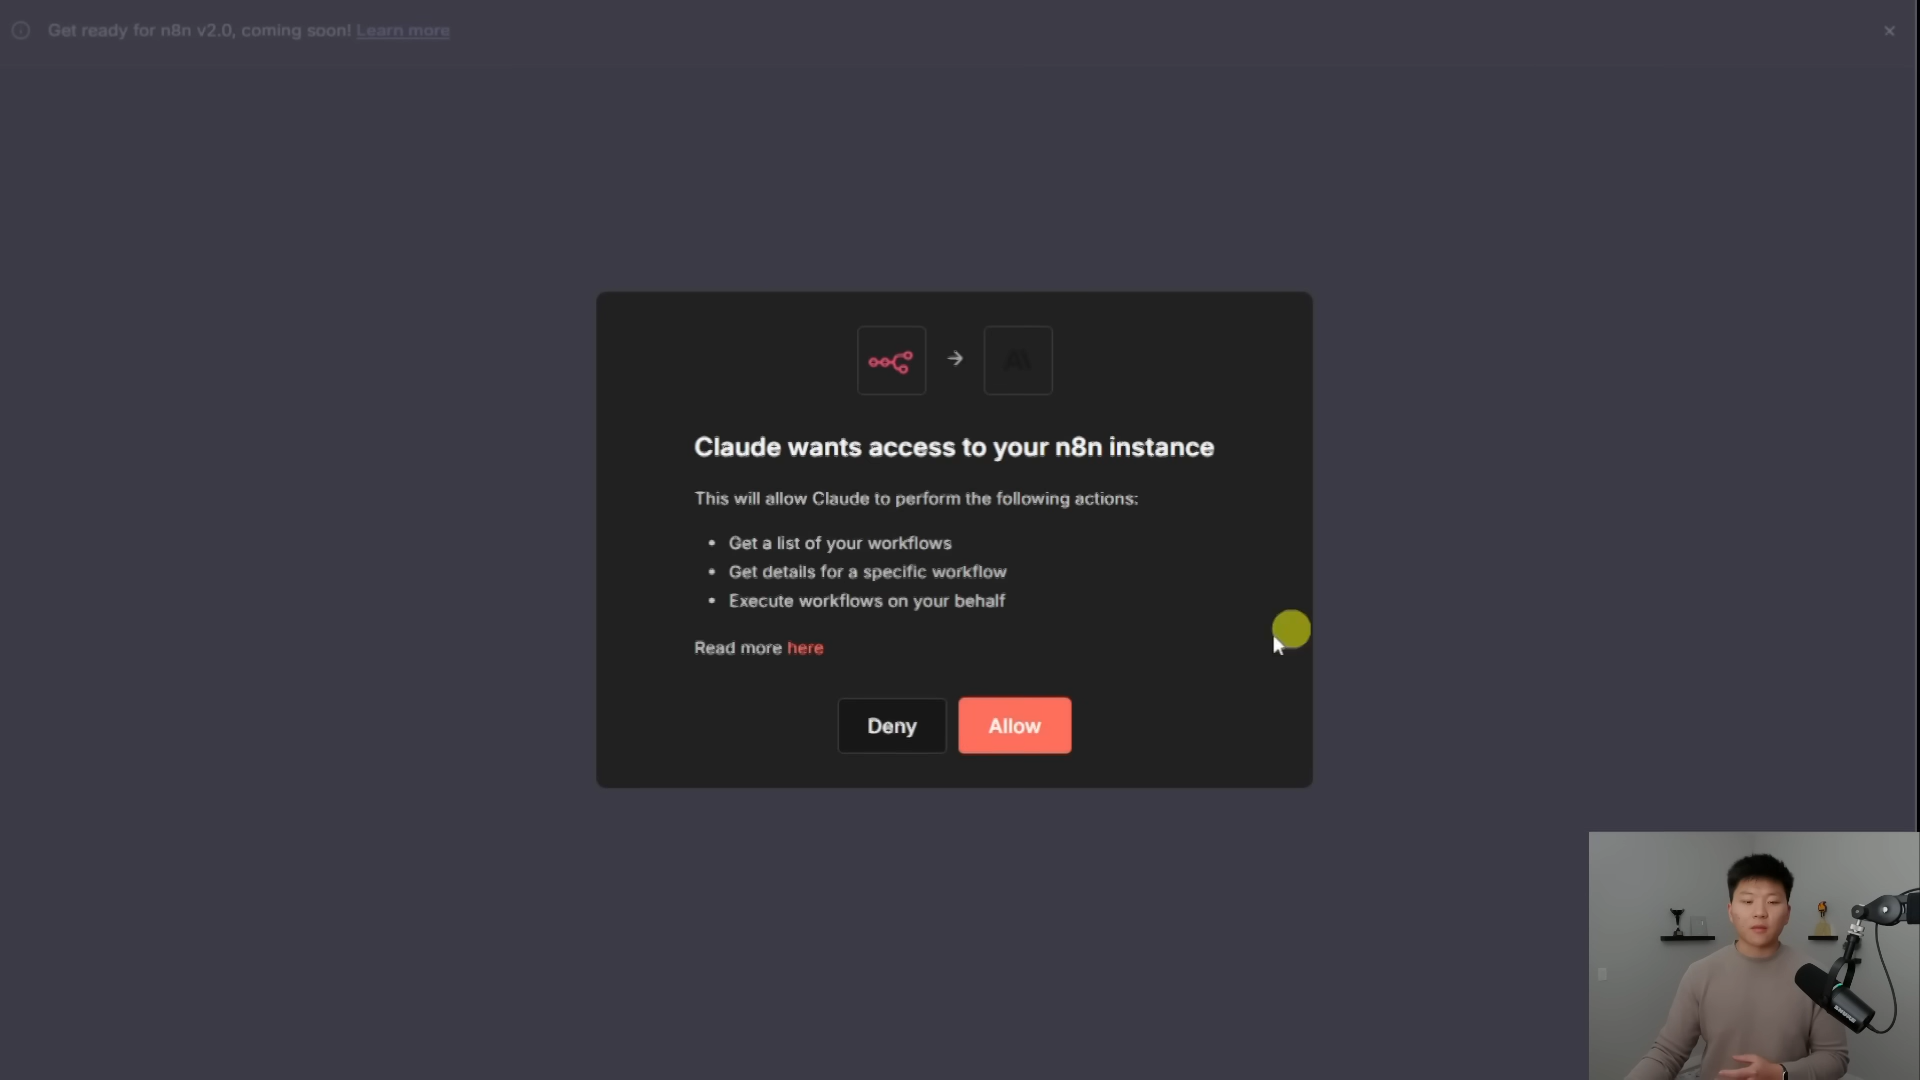 Get ready for n8n v2.0, coming soon! Learn more
Claude wants access to your n8n instance
This will allow Claude to perform the following actions:
• Get a list of your workflows
• Get details for a specific workflow
• Execute workflows on your behalf
Read more here
Deny
Allow